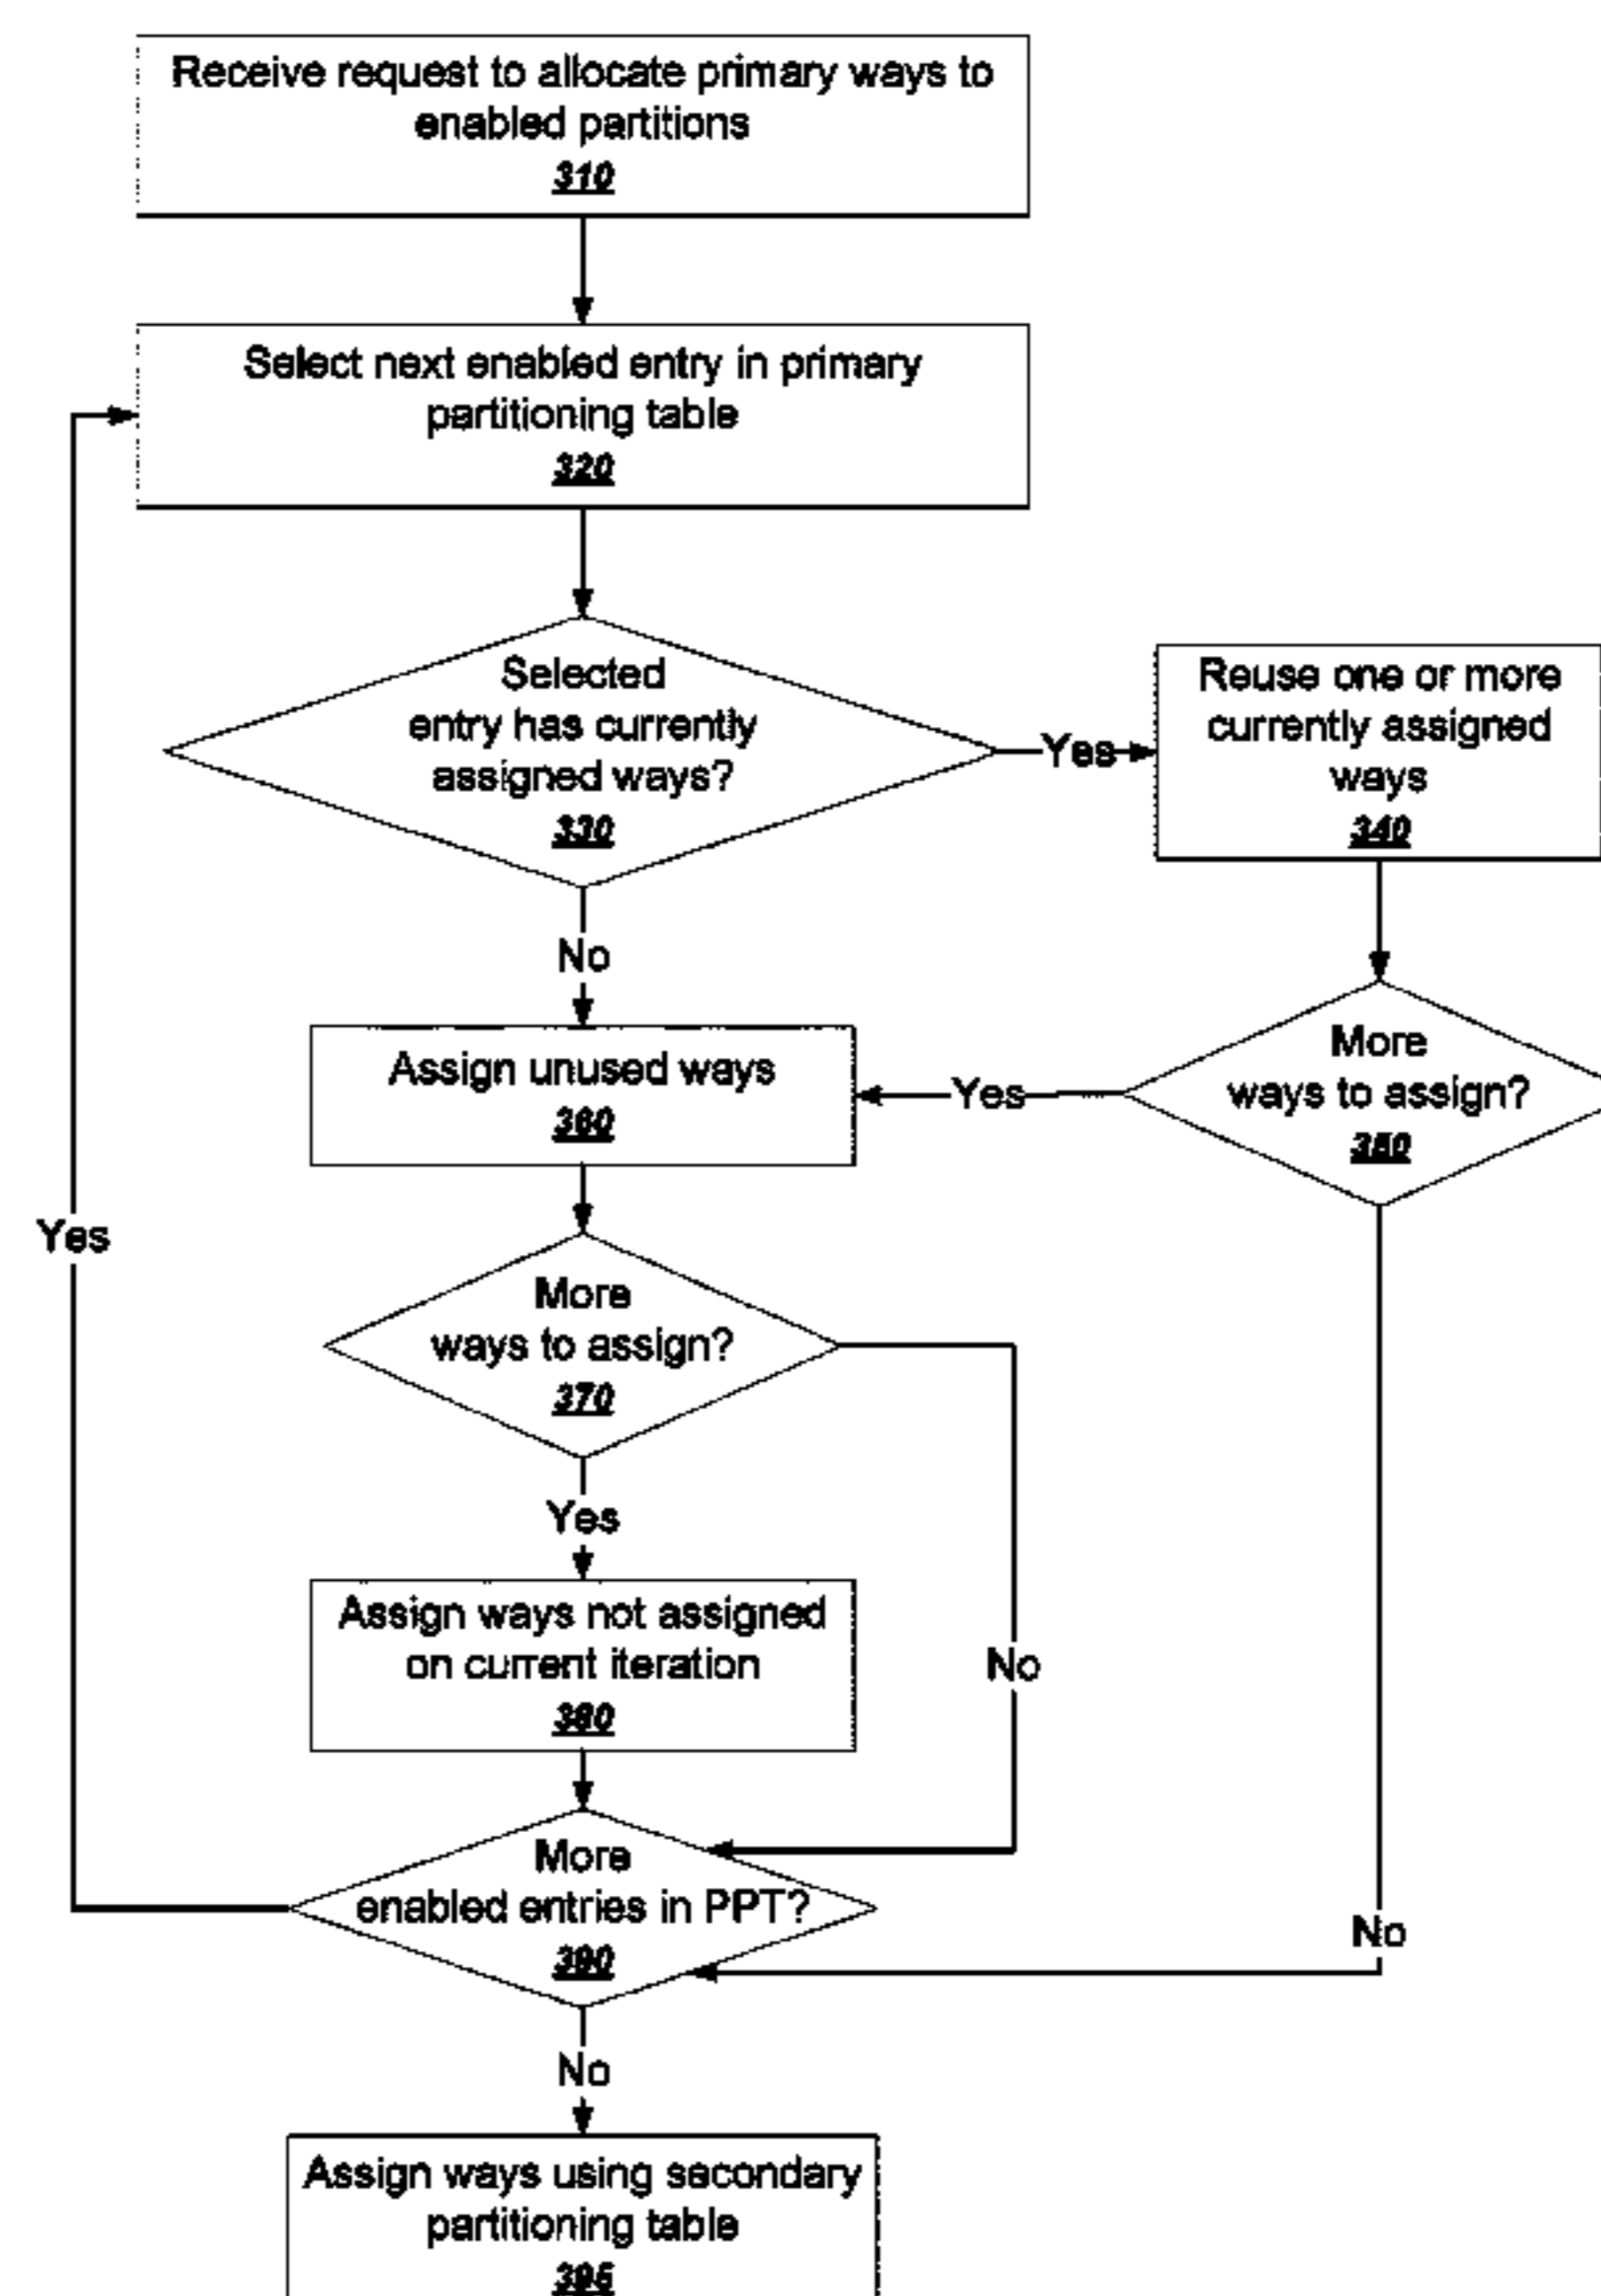 Receive request to allocate primary ways to
enabled partitions
310
Select next enabled entry in primary
partitioning table
320
Selected
entry has currently
assigned ways?
330
Yes
Reuse one or more
currently assigned
ways
340
No
Assign unused ways
360
Yes
More
ways to assign?
350
Yes
More
ways to assign?
370
Yes
Assign ways not assigned
on current iteration
380
No
More
enabled entries in PPT?
390
No
No
Assign ways using secondary
partitioning table
395